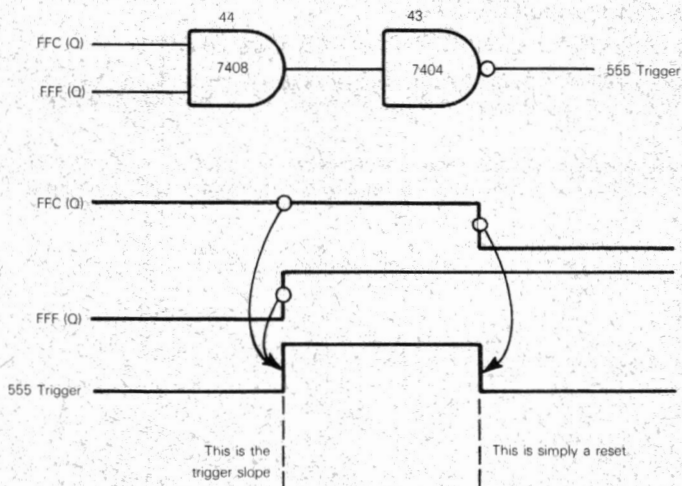 44
43
FFC (Q)
7408
7404
555 Trigger
FFF (Q)
FFC (Q)
FFF (Q)
555 Trigger
This is the
trigger slope
This is simply a reset